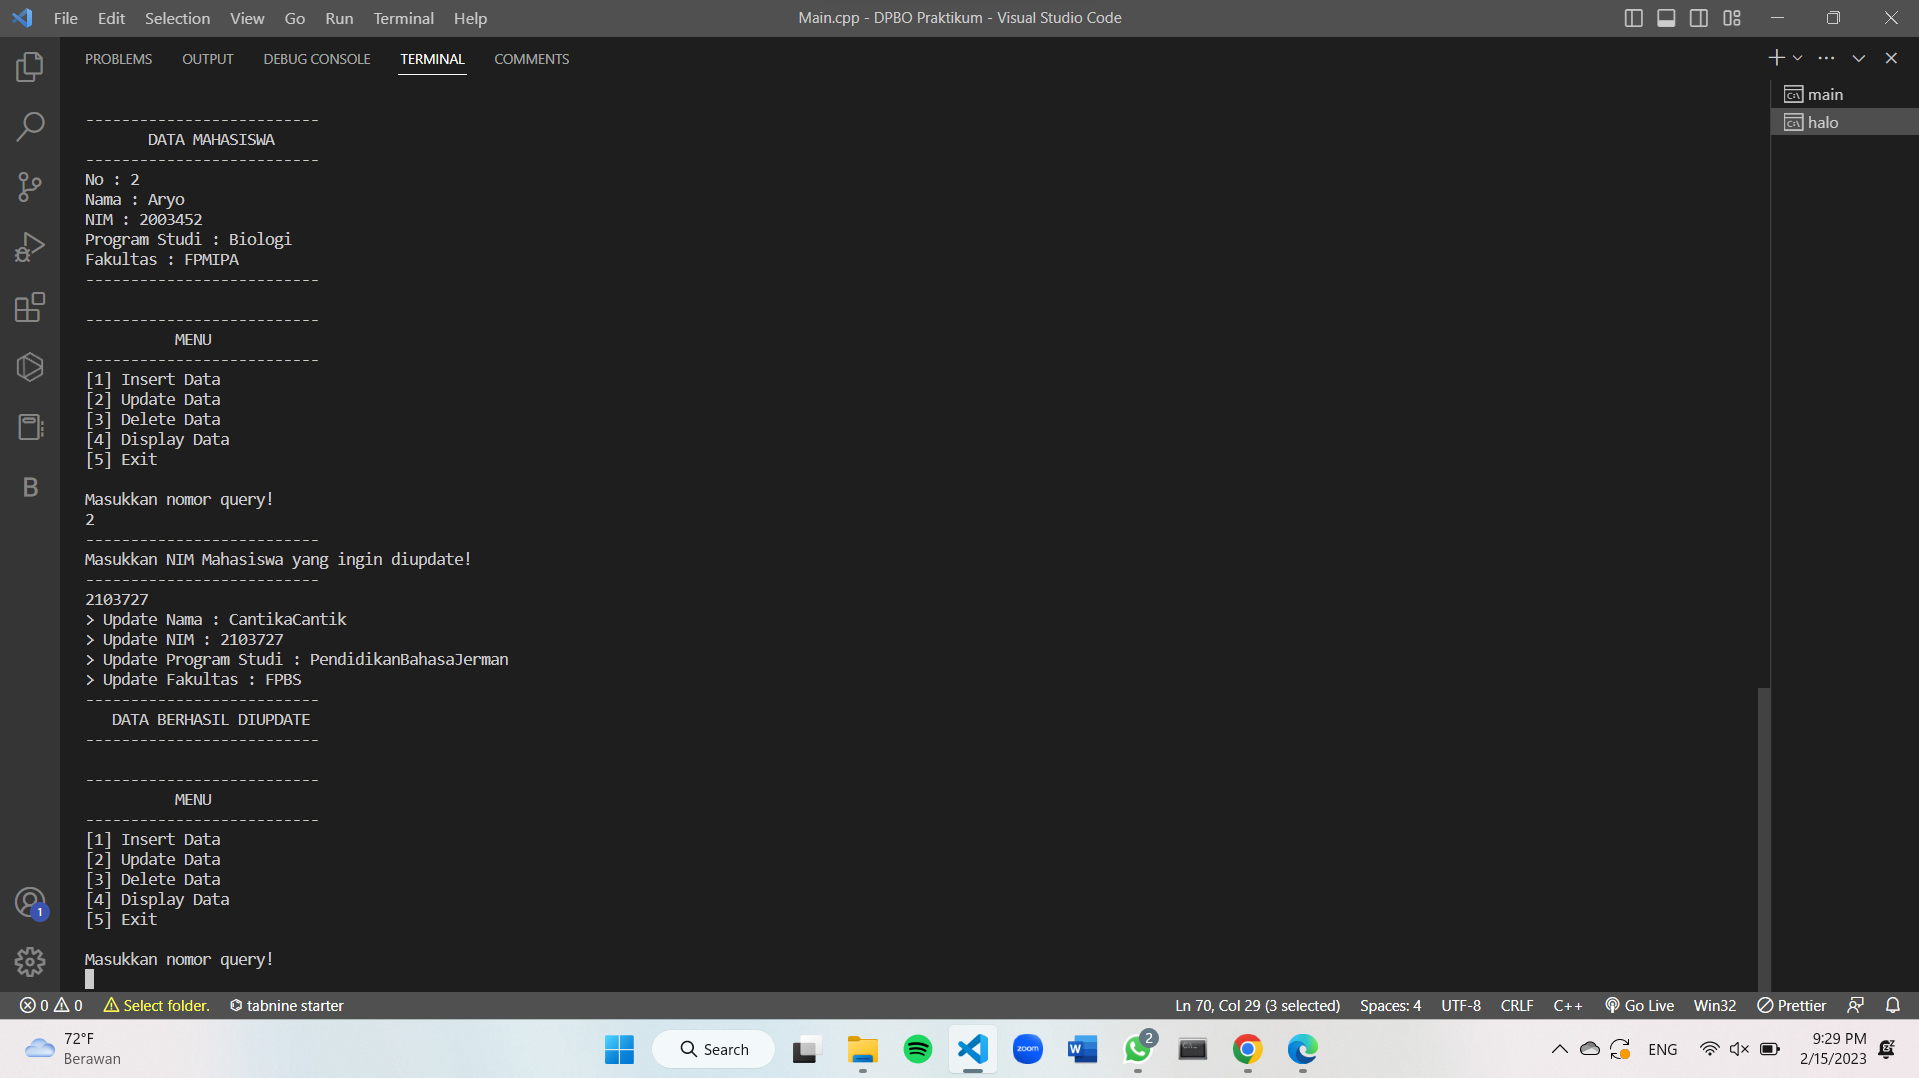 File Edit Selection View Go Run Terminal Help
Main.cpp - DPBO Praktikum - Visual Studio Code
PROBLEMS OUTPUT DEBUG CONSOLE TERMINAL COMMENTS
main
halo
--------------------------
DATA MAHASISWA
--------------------------
No : 2
Nama : Aryo
NIM : 2003452
Program Studi : Biologi
Fakultas : FPMIPA
--------------------------
--------------------------
MENU
--------------------------
[1] Insert Data
[2] Update Data
[3] Delete Data
[4] Display Data
[5] Exit
Masukkan nomor query!
2
--------------------------
Masukkan NIM Mahasiswa yang ingin diupdate!
--------------------------
2103727
> Update Nama : CantikaCantik
> Update NIM : 2103727
> Update Program Studi : PendidikanBahasaJerman
> Update Fakultas : FPBS
--------------------------
DATA BERHASIL DIUPDATE
--------------------------
--------------------------
MENU
--------------------------
[1] Insert Data
[2] Update Data
[3] Delete Data
[4] Display Data
[5] Exit
Masukkan nomor query!
B
1
0 0 Select folder. tabnine starter
Ln 70, Col 29 (3 selected) Spaces: 4 UTF-8 CRLF C++ Go Live Win32 Prettier
72°F
Berawan
Search
zoom
W
2
ENG
9:29 PM
2/15/2023